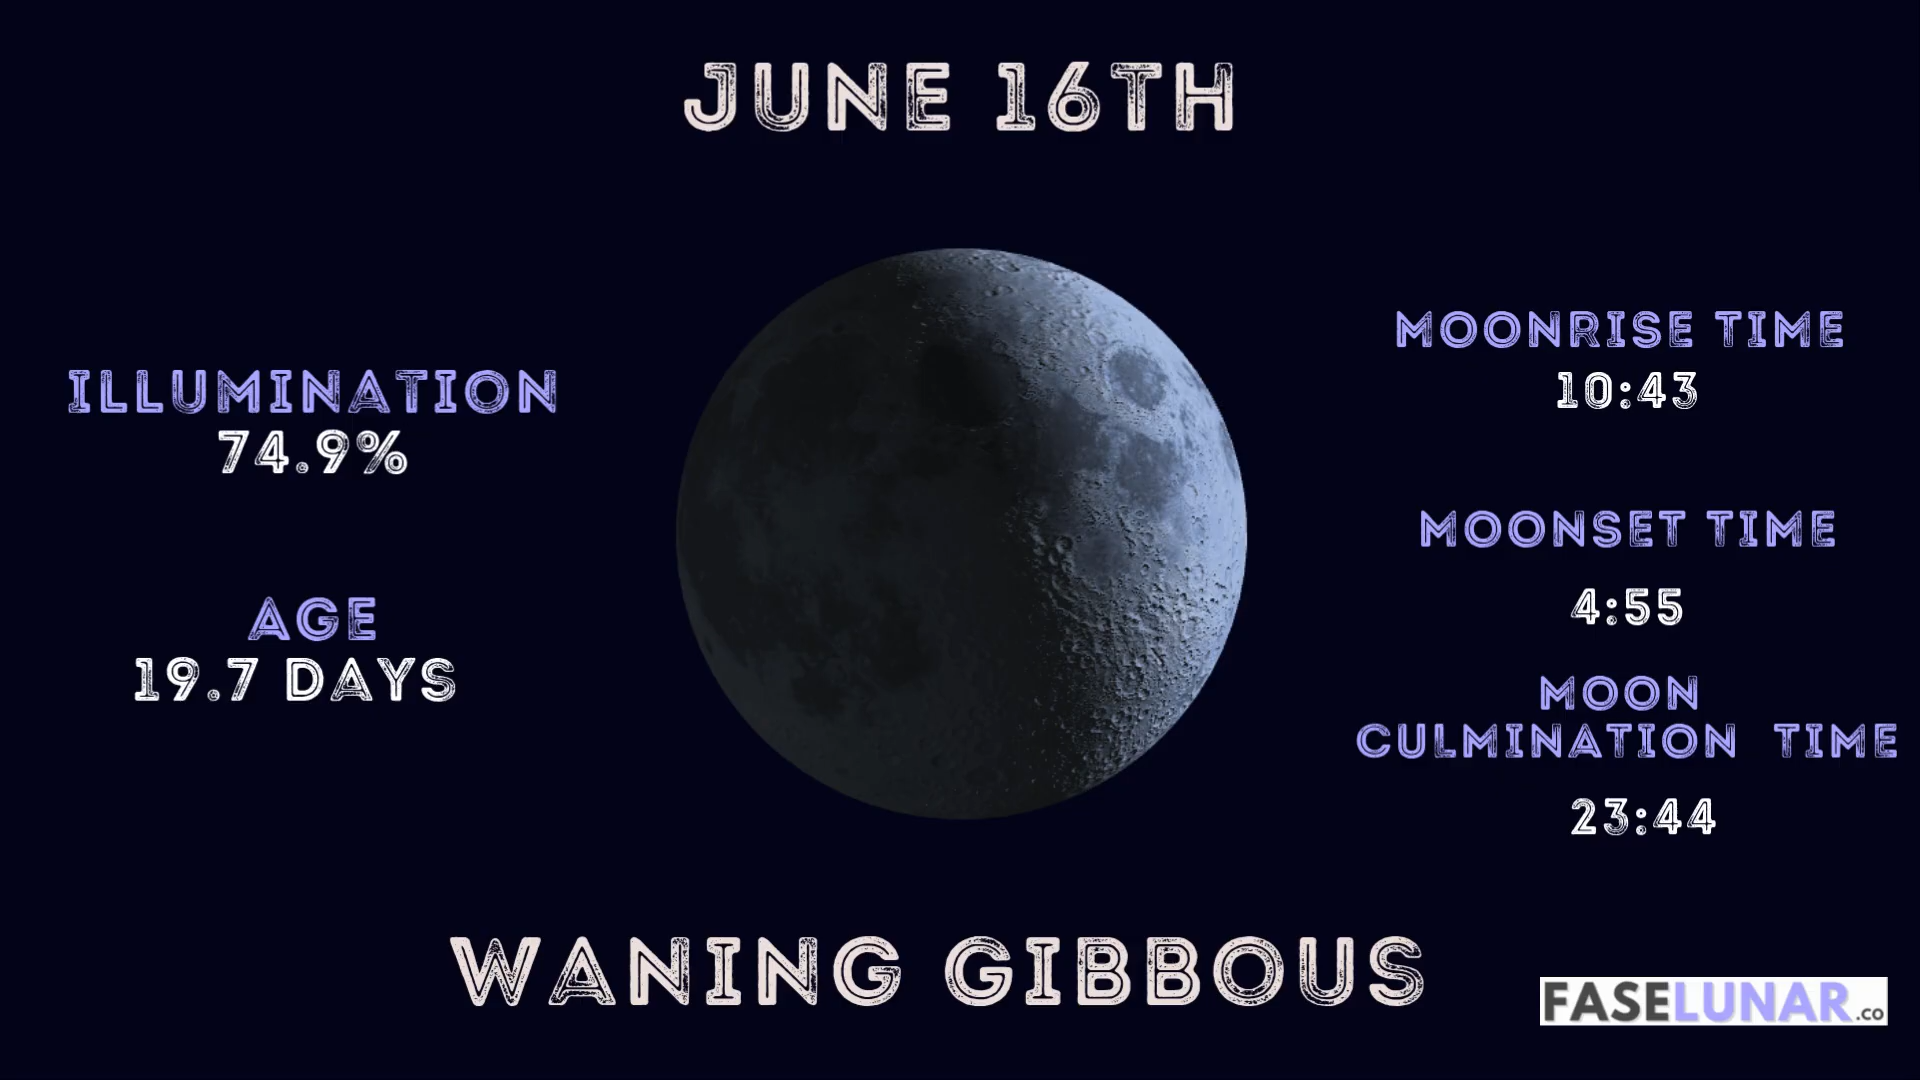 JUNE 16TH
ILLUMINATION
74.9%
AGE
19.7 DAYS
MOONRISE TIME
10:43
MOONSET TIME
4:55
MOON
CULMINATION TIME
23:44
WANING GIBBOUS
FASELUNAR.co